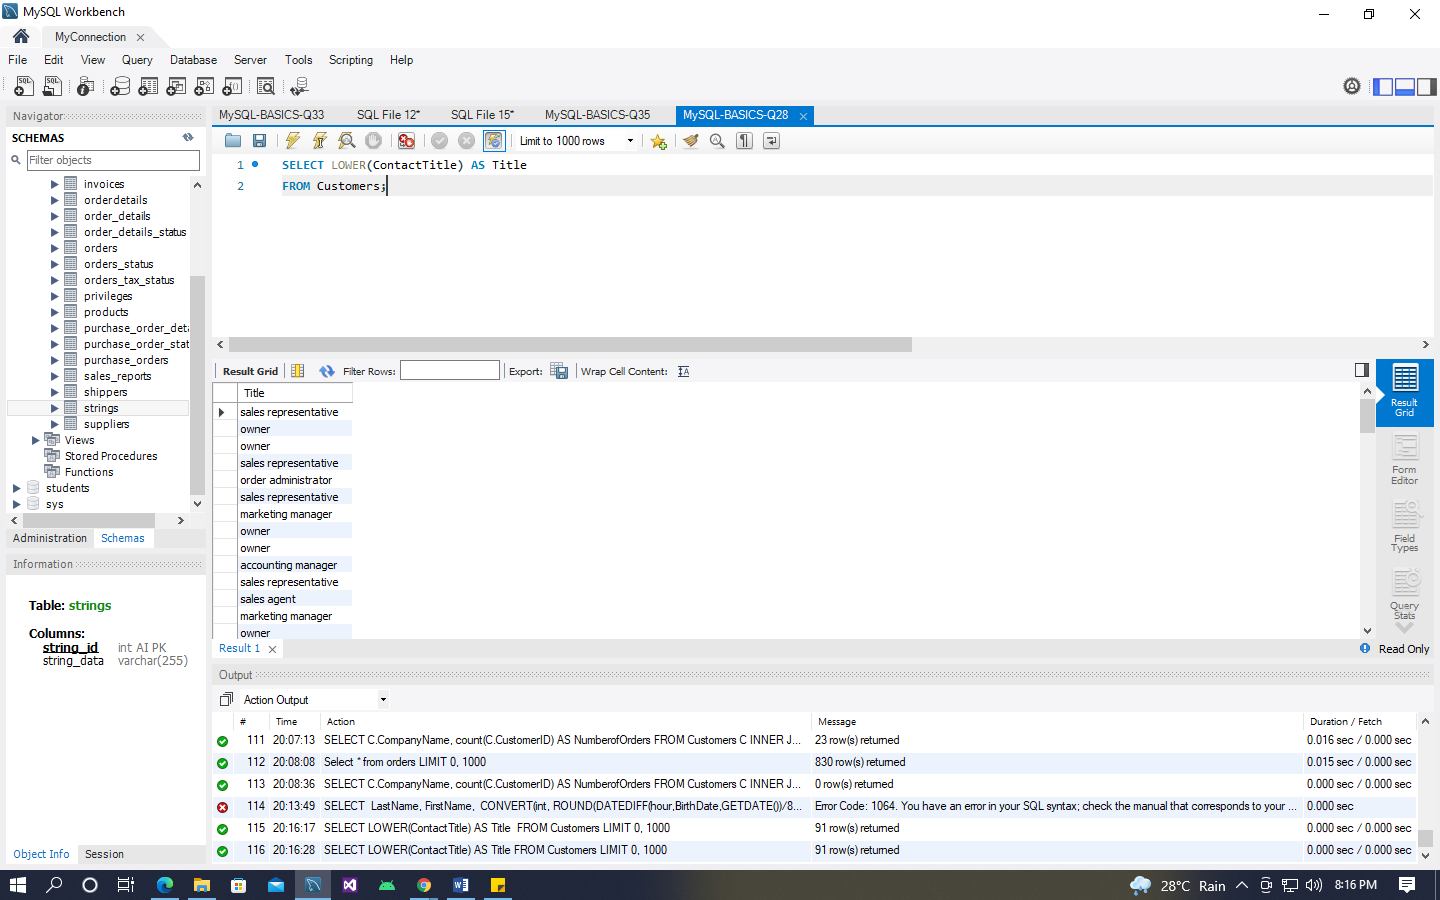 MySQL Workbench
MyConnection
File Edit View Query Database Server Tools Scripting Help
Navigator
SCHEMAS
Filter objects
invoices
orderdetails
order_details
order_details_status
orders
orders_status
orders_tax_status
privileges
products
purchase_order_deta
purchase_order_stat
purchase_orders
sales_reports
shippers
strings
suppliers
Views
Stored Procedures
Functions
students
sys
Administration Schemas
Information
Table: strings
Columns:
string_id int AI PK
string_data varchar(255)
Object Info Session
MySQL-BASICS-Q33 SQL File 12* SQL File 15* MySQL-BASICS-Q35 MySQL-BASICS-Q28
Limit to 1000 rows
1 SELECT LOWER(ContactTitle) AS Title
2 FROM Customers;
Result Grid Filter Rows: Export: Wrap Cell Content:
Title
sales representative
owner
owner
sales representative
order administrator
sales representative
marketing manager
owner
owner
accounting manager
sales representative
sales agent
marketing manager
owner
Result Grid
Form Editor
Field Types
Query Stats
Result 1
Read Only
Output
Action Output
# Time Action Message Duration / Fetch
111 20:07:13 SELECT C.CompanyName, count(C.CustomerID) AS NumberofOrders FROM Customers C INNER J... 23 row(s) returned 0.016 sec / 0.000 sec
112 20:08:08 Select * from orders LIMIT 0, 1000 830 row(s) returned 0.015 sec / 0.000 sec
113 20:08:36 SELECT C.CompanyName, count(C.CustomerID) AS NumberofOrders FROM Customers C INNER J... 0 row(s) returned 0.000 sec / 0.000 sec
114 20:13:49 SELECT LastName, FirstName, CONVERT(int, ROUND(DATEDIFF(hour,BirthDate,GETDATE())/8... Error Code: 1064. You have an error in your SQL syntax; check the manual that corresponds to your ... 0.000 sec
115 20:16:17 SELECT LOWER(ContactTitle) AS Title FROM Customers LIMIT 0, 1000 91 row(s) returned 0.000 sec / 0.000 sec
116 20:16:28 SELECT LOWER(ContactTitle) AS Title FROM Customers LIMIT 0, 1000 91 row(s) returned 0.000 sec / 0.000 sec
28°C Rain 8:16 PM